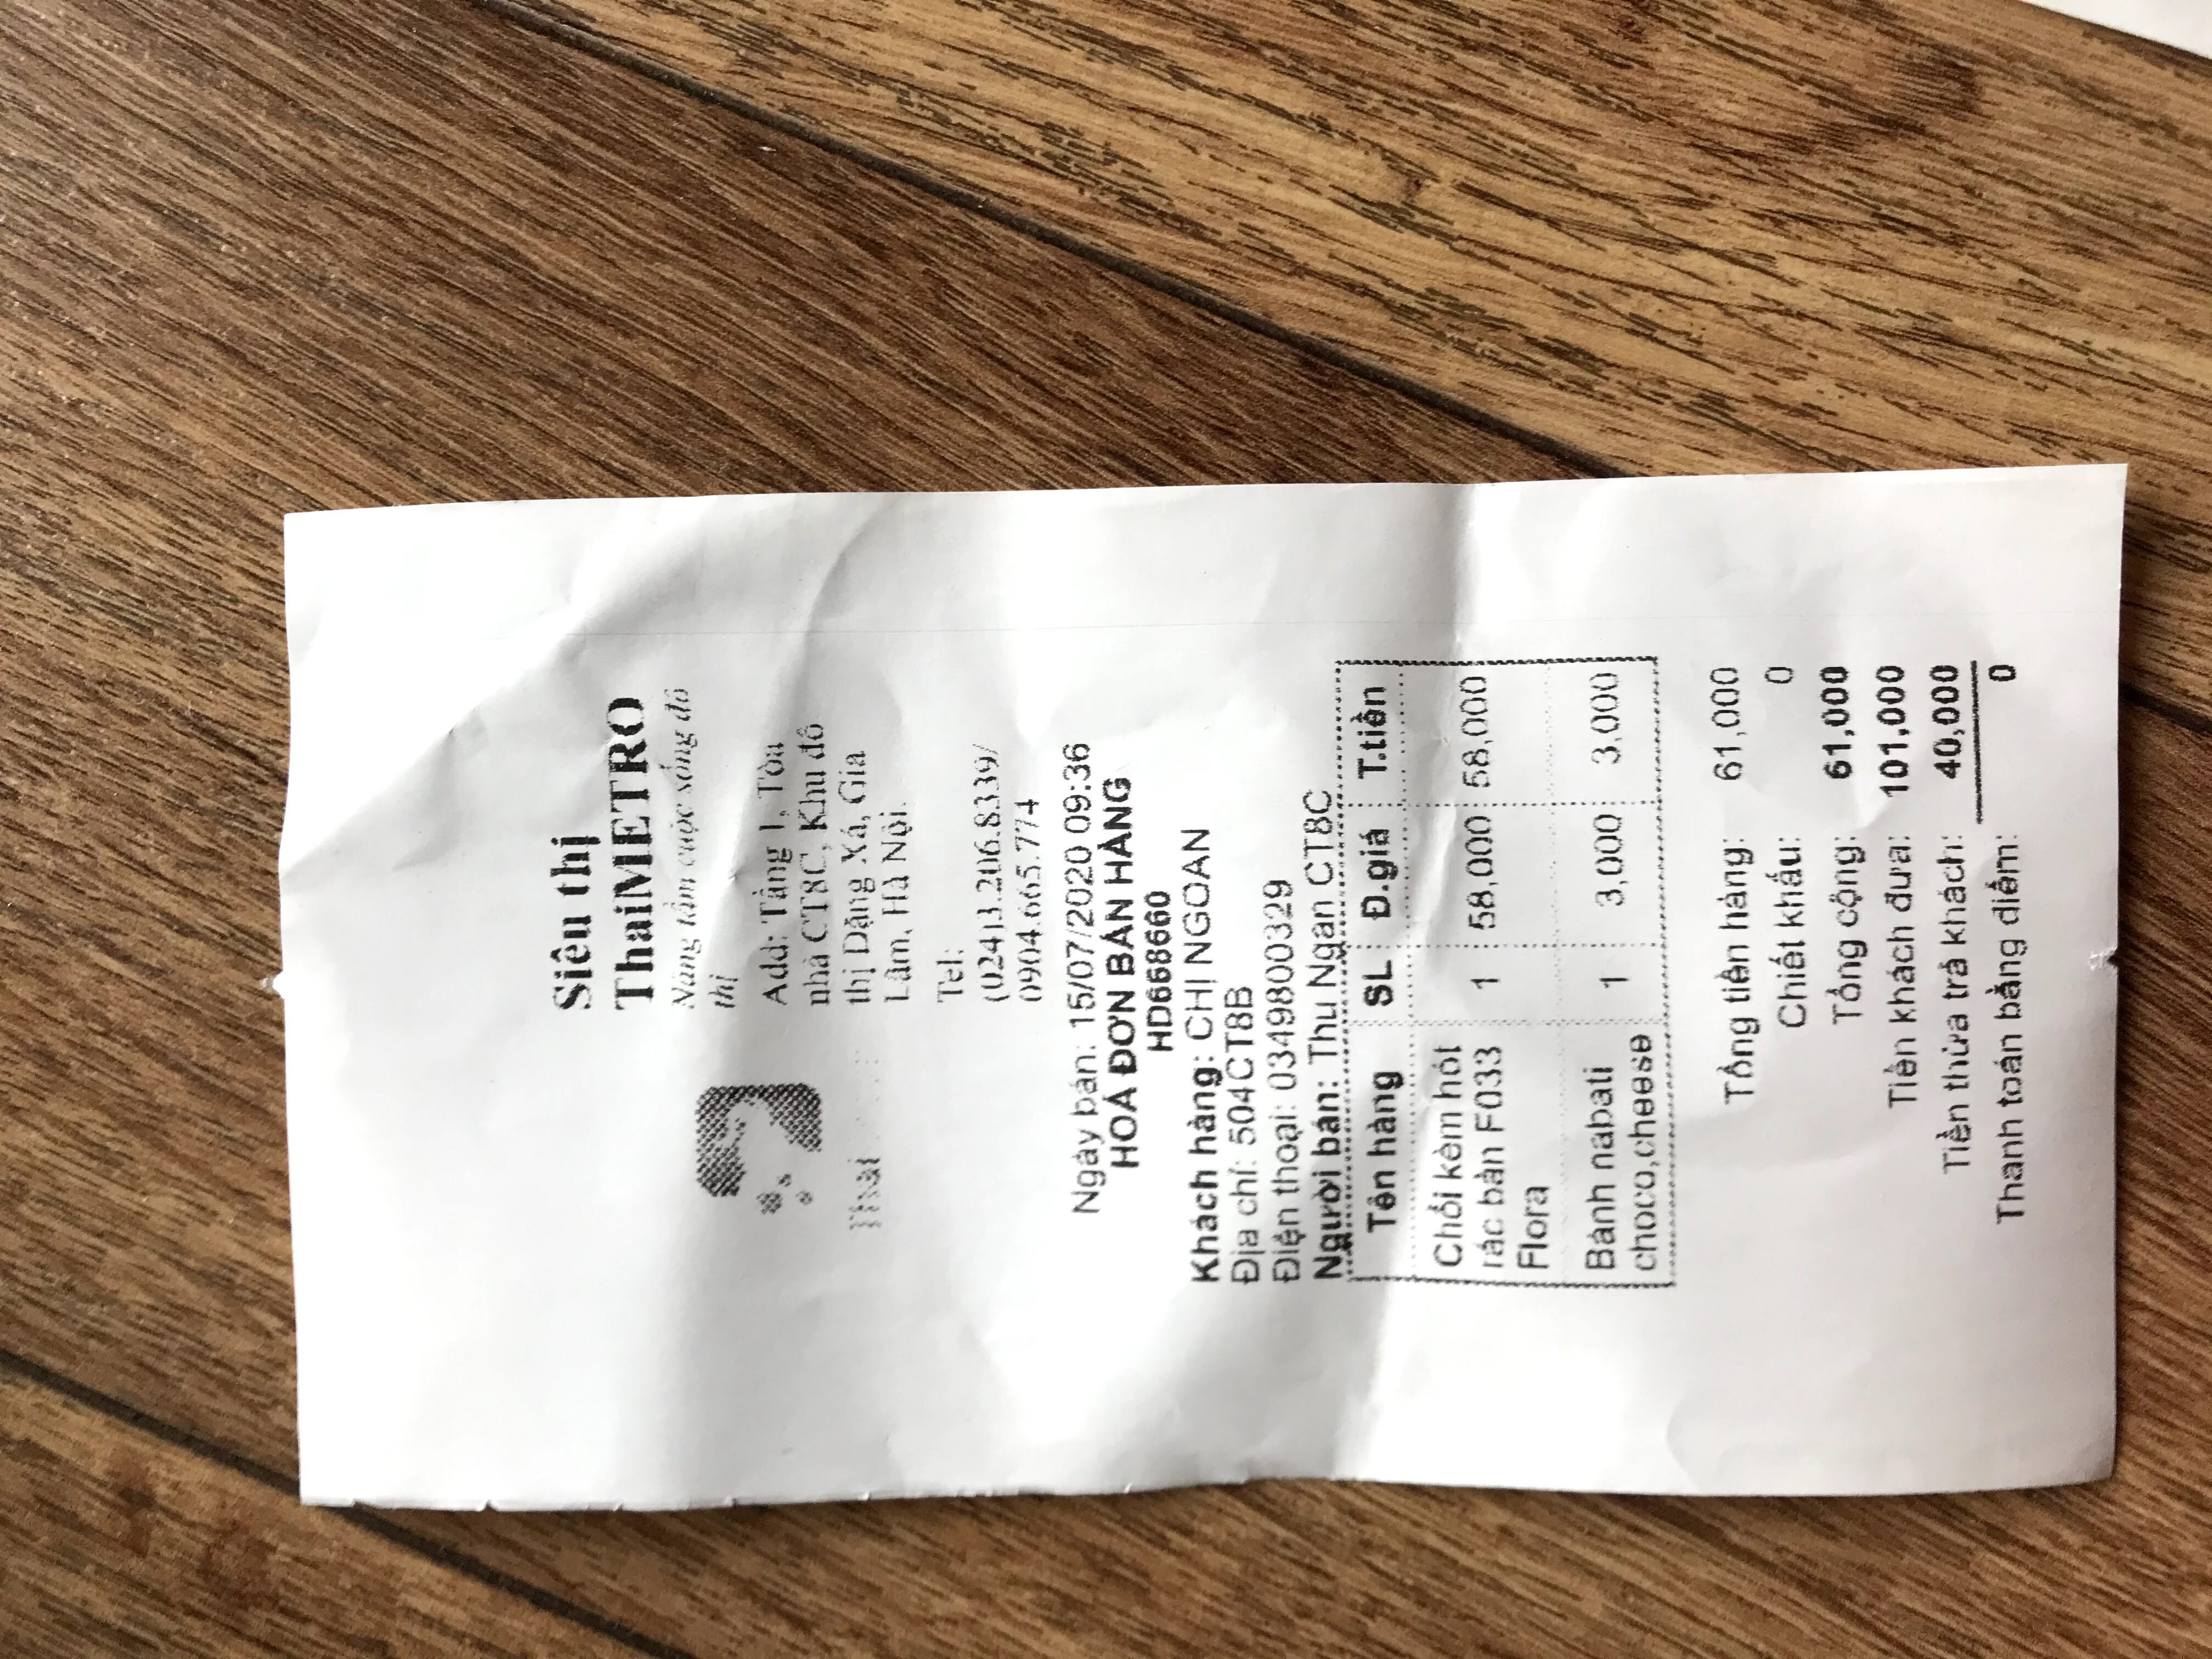 Siêu thị
ThaiMETRO
Nâng tầm cuộc sống đô
thị
Add: Tầng 1, Tòa
nhà CT8C, Khu đô
thị Đặng Xá, Gia
Lâm, Hà Nội.
Thai
Tel:
(024)3.206.8339/
0904.665.774
Ngày bán: 15/07/2020 09:36
HOÁ ĐƠN BÁN HÀNG
HD668660
Khách hàng: CHỊ NGOAN
Địa chỉ: 504CT8B
Điện thoại: 0349800329
Người bán: Thu Ngan CT8C
Tên hàng SL Đ.giá T.tiền
Chổi kèm hót
rác bàn F033 1 58,000 58,000
Flora
Bánh nabati
choco,cheese 1 3,000 3,000
Tổng tiền hàng: 61,000
Chiết khấu: 0
Tổng cộng: 61,000
Tiền khách đưa: 101,000
Tiền thừa trả khách: 40,000
Thanh toán bằng điểm: 0